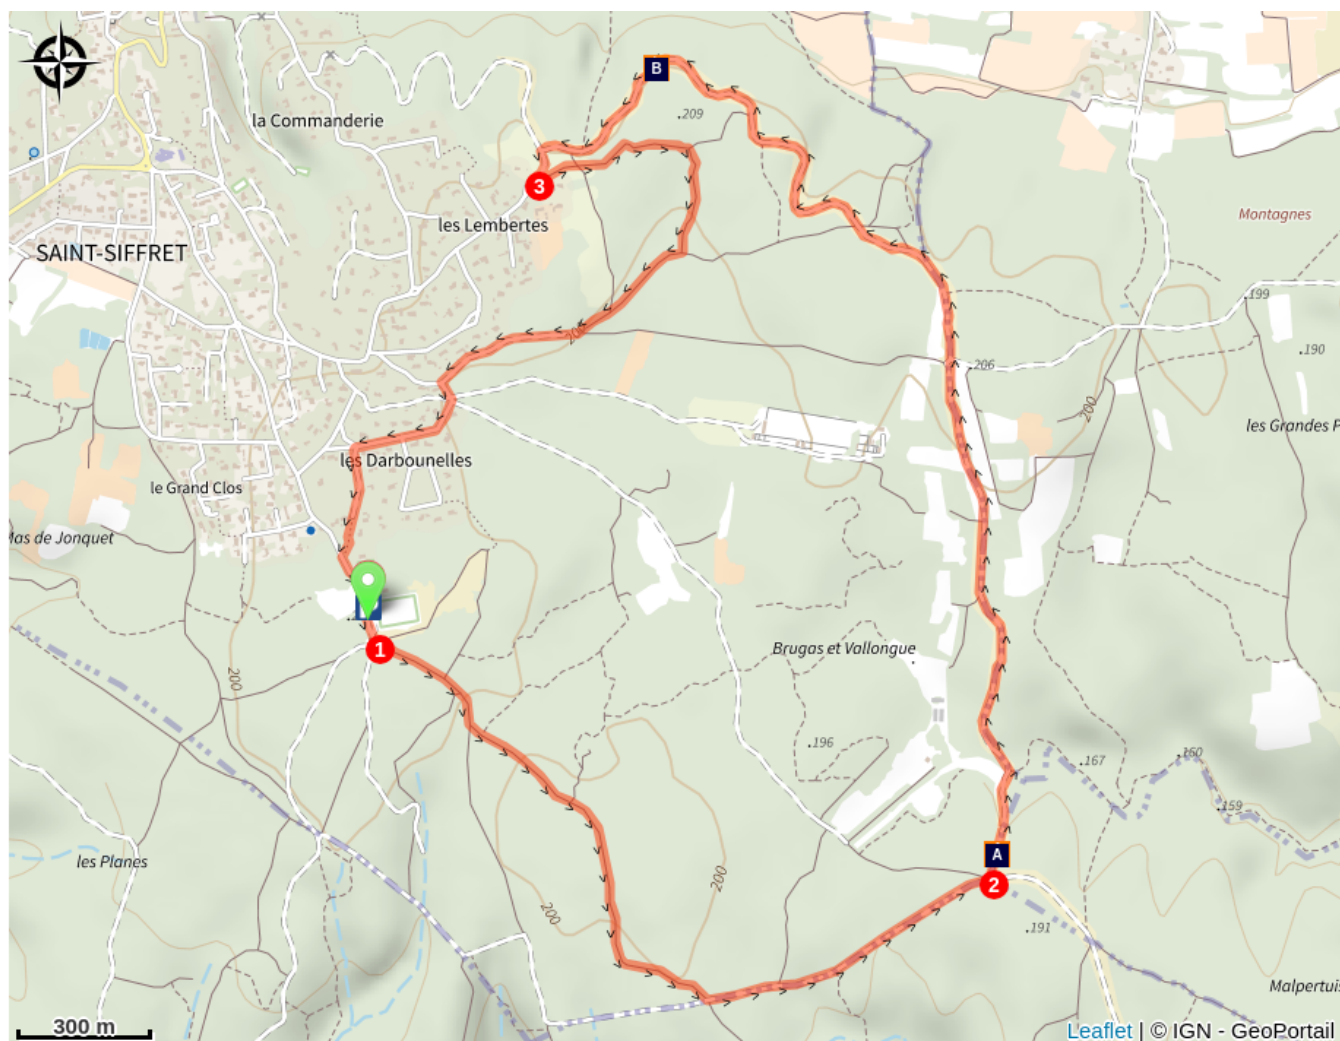 B
.209
la Commanderie
3
Montagnes
les Lembertes
SAINT-SIFFRET
.199
200
.190
.206
200
les Grandes P
les Darbounelles
le Grand Clos
Mas de Jonquet
1
Brugas et Vallongue
200
.196
.167
.160
.159
les Planes
A
2
200
200
.191
Malpertuis
300 m
Leaflet | © IGN - GeoPortail